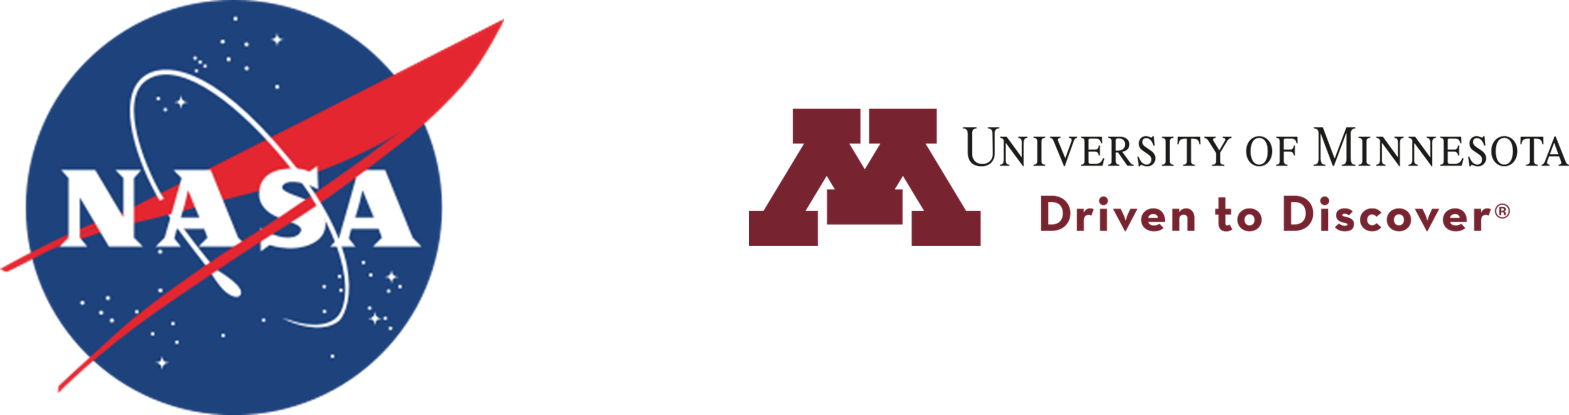 NASA
M
UNIVERSITY OF MINNESOTA
Driven to Discover®